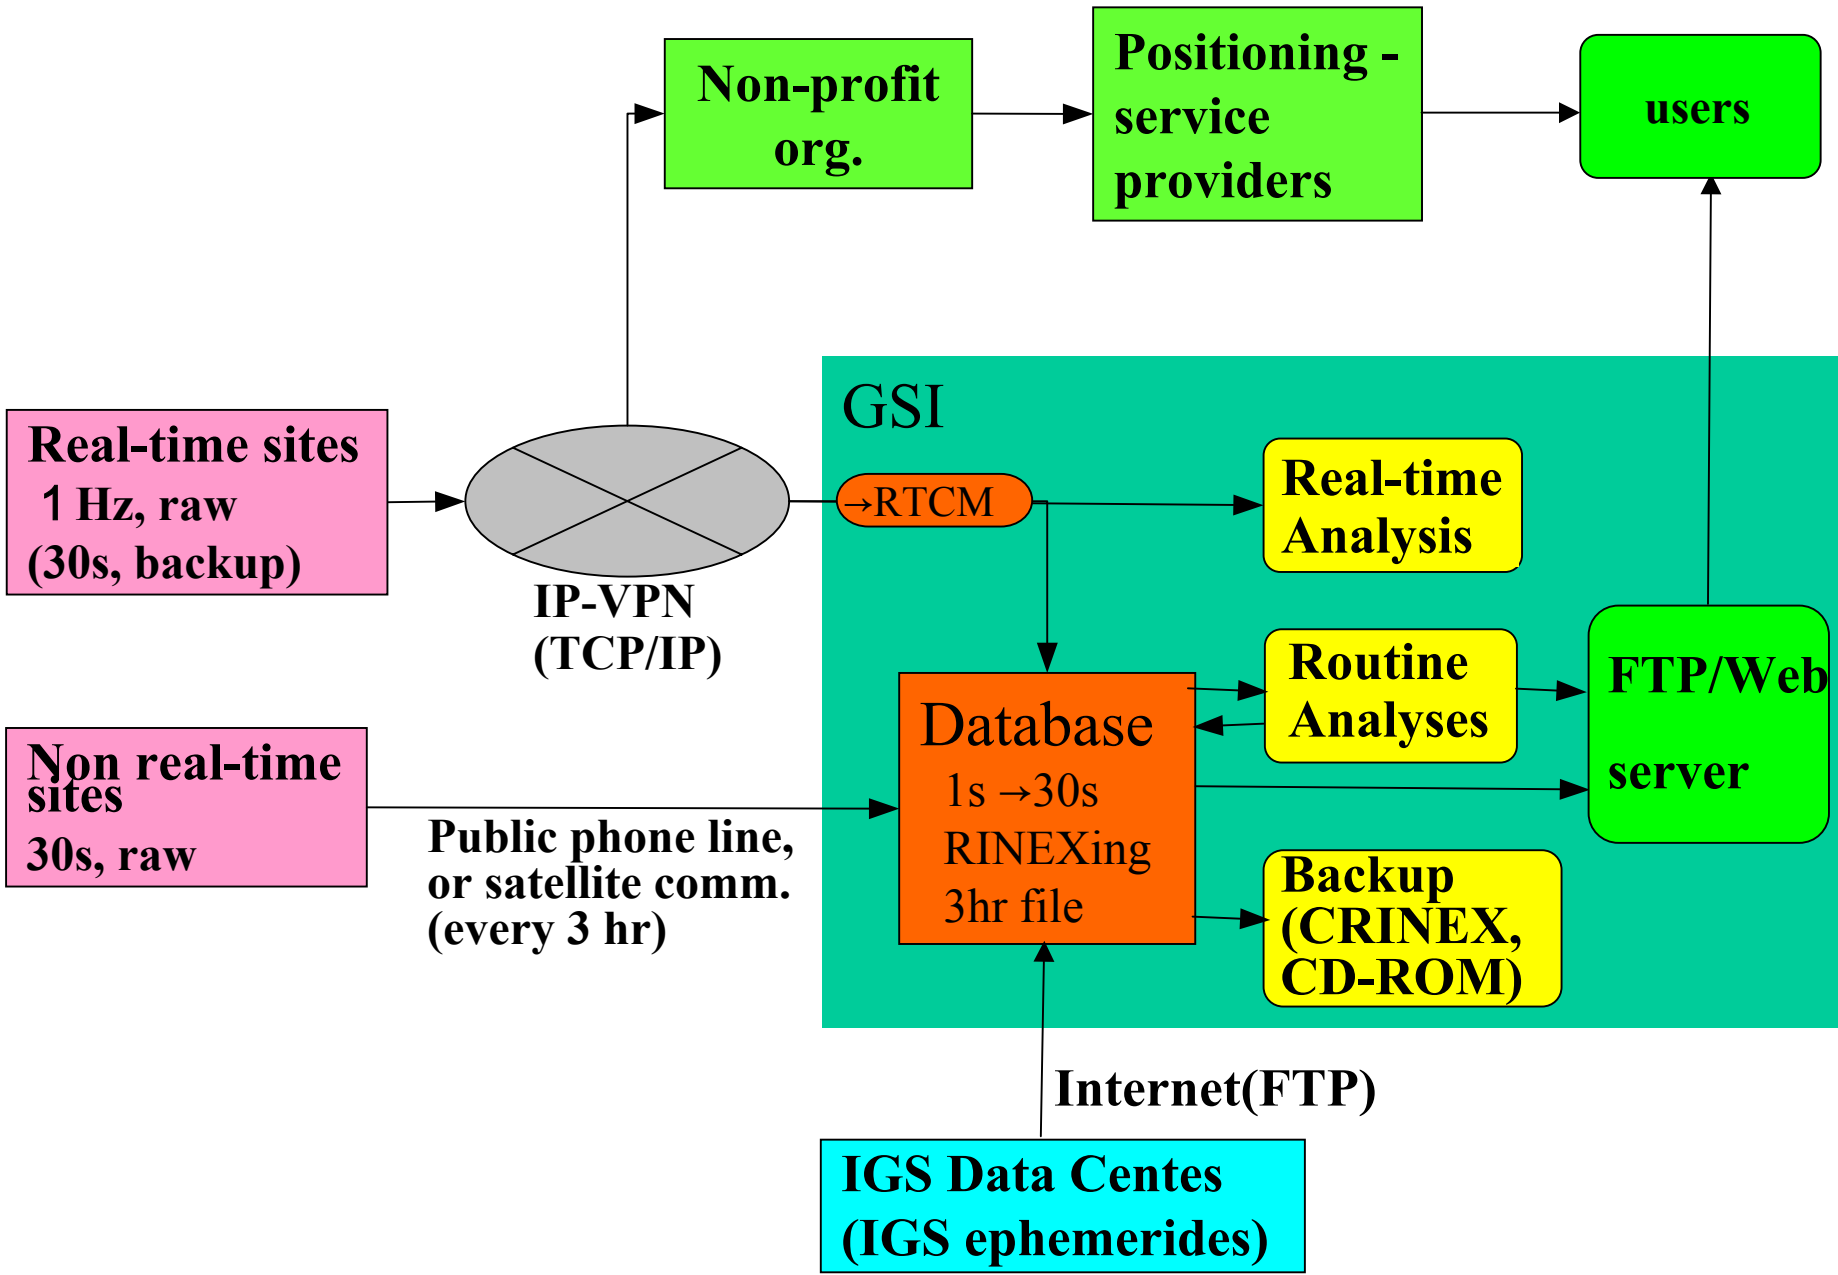 Non-profit
org.
Positioning -
service
providers
users
GSI
Real-time sites
1 Hz, raw
(30s, backup)
IP-VPN
(TCP/IP)
→RTCM
Real-time
Analysis
Routine
Analyses
FTP/Web
server
Non real-time
sites
30s, raw
Public phone line,
or satellite comm.
(every 3 hr)
Database
1s →30s
RINEXing
3hr file
Backup
(CRINEX,
CD-ROM)
Internet(FTP)
IGS Data Centes
(IGS ephemerides)